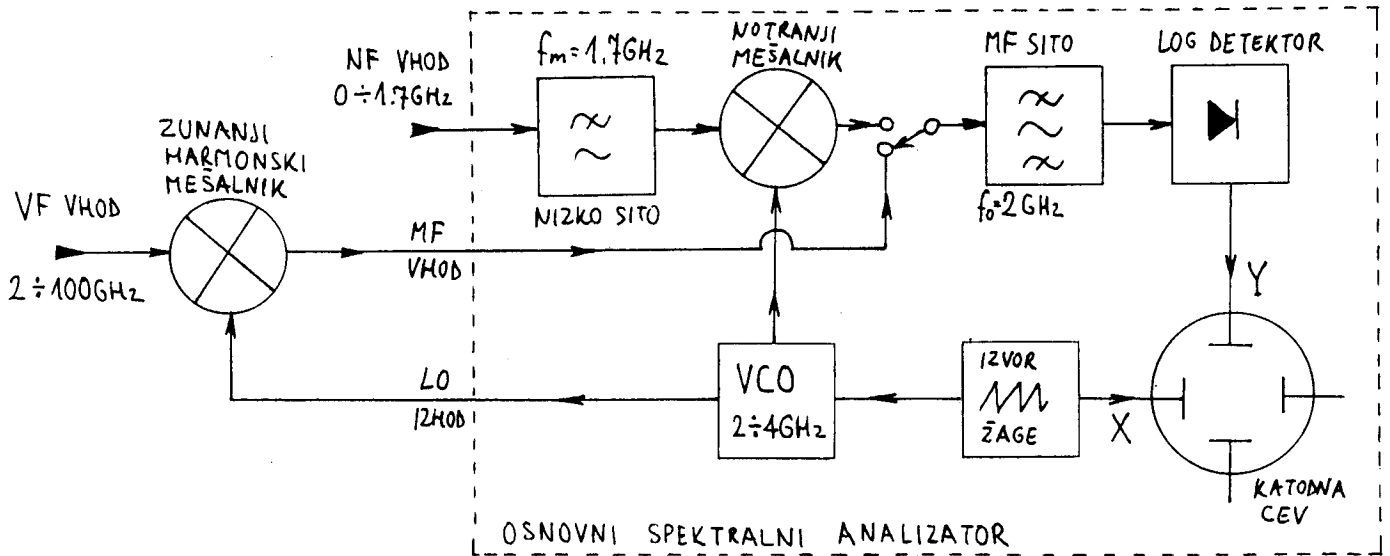 NF VHOD
0÷1.7GHz
fm=1.7GHz
NIZKO SITO
NOTRANJI
MEŠALNIK
MF SITO
fo=2GHz
LOG DETEKTOR
ZUNANJI
HARMONSKI
MEŠALNIK
VF VHOD
2÷100GHz
MF
VHOD
LO
IZHOD
VCO
2÷4GHz
IZVOR
ŽAGE
X
Y
KATODNA
CEV
OSNOVNI SPEKTRALNI ANALIZATOR